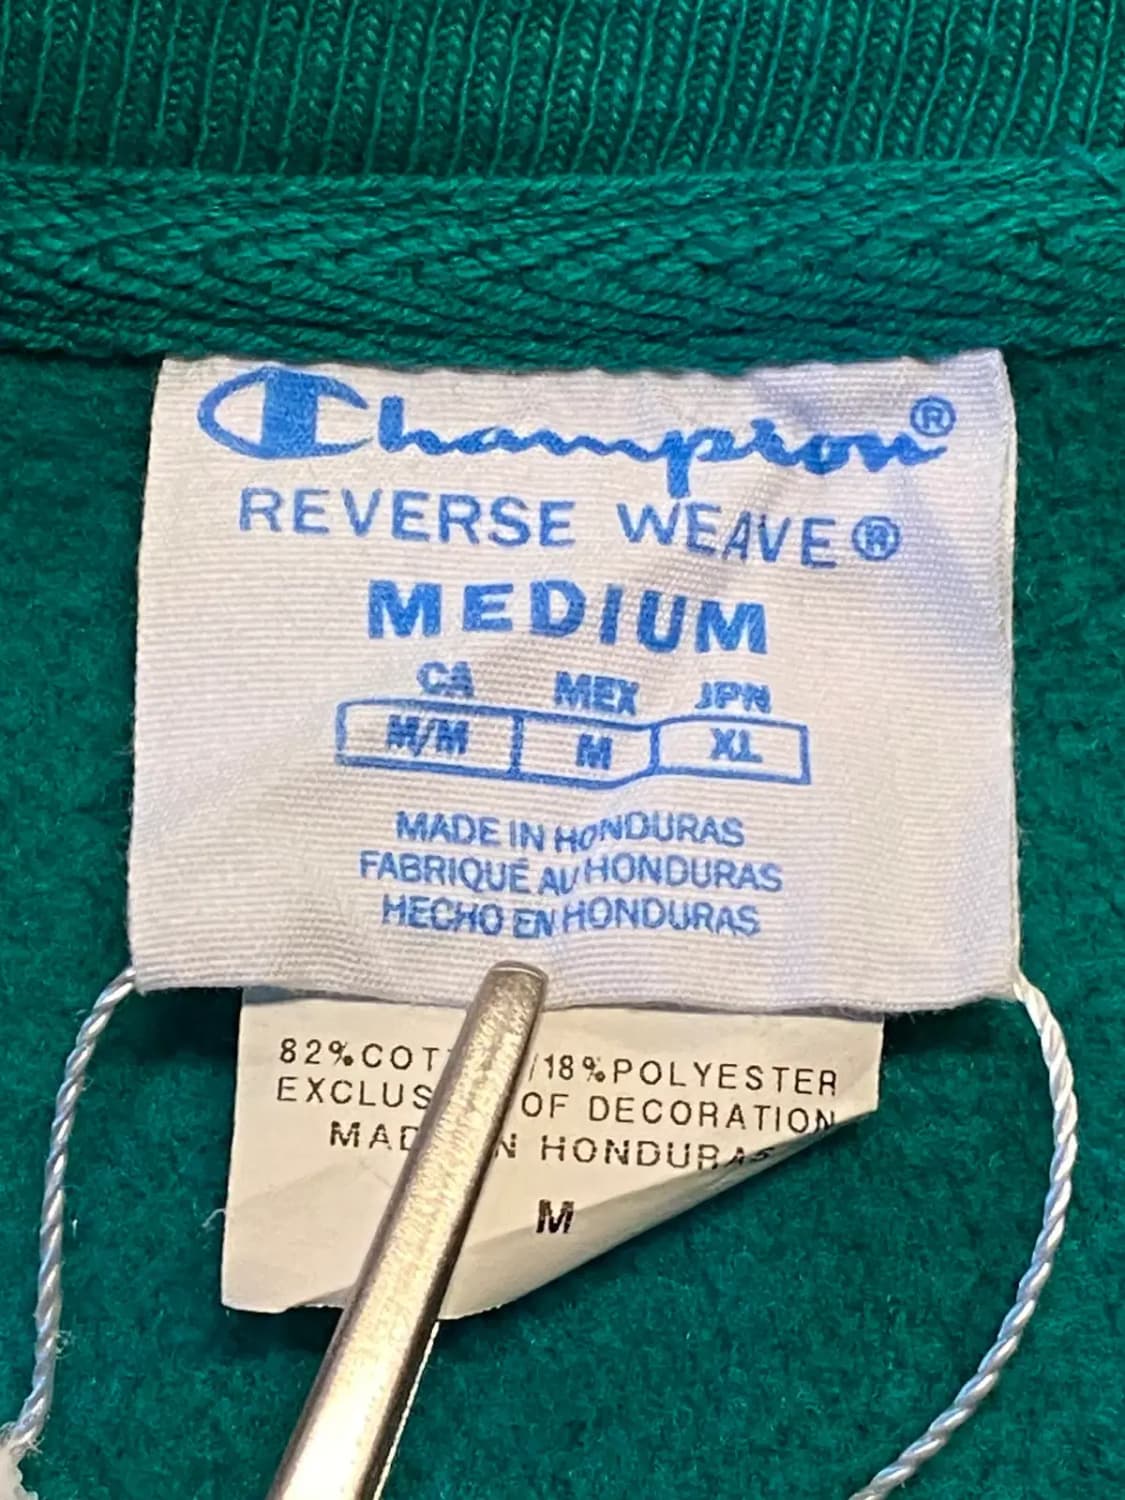 Champion®
REVERSE WEAVE®
MEDIUM
CA MEX JPN
M/M M XL
MADE IN HONDURAS
FABRIQUÉ AU HONDURAS
HECHO EN HONDURAS
82%COT /18%POLYESTER
EXCLUS OF DECORATION
MAD N HONDURAS
M